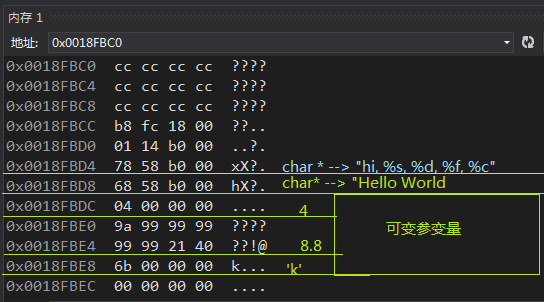 内存 1
地址: 0x0018FBC0
0x0018FBC0 cc cc cc cc ????
0x0018FBC4 cc cc cc cc ????
0x0018FBC8 cc cc cc cc ????
0x0018FBCC b8 fc 18 00 ??..
0x0018FBD0 01 14 b0 00 ..?.
0x0018FBD4 78 58 b0 00 xX?. char * --> "hi, %s, %d, %f, %c"
0x0018FBD8 68 58 b0 00 hX?. char* --> "Hello World
0x0018FBDC 04 00 00 00 .... 4
0x0018FBE0 9a 99 99 99 ???? 可变参变量
0x0018FBE4 99 99 21 40 ??!@ 8.8
0x0018FBE8 6b 00 00 00 k... 'k'
0x0018FBEC 00 00 00 00 ....